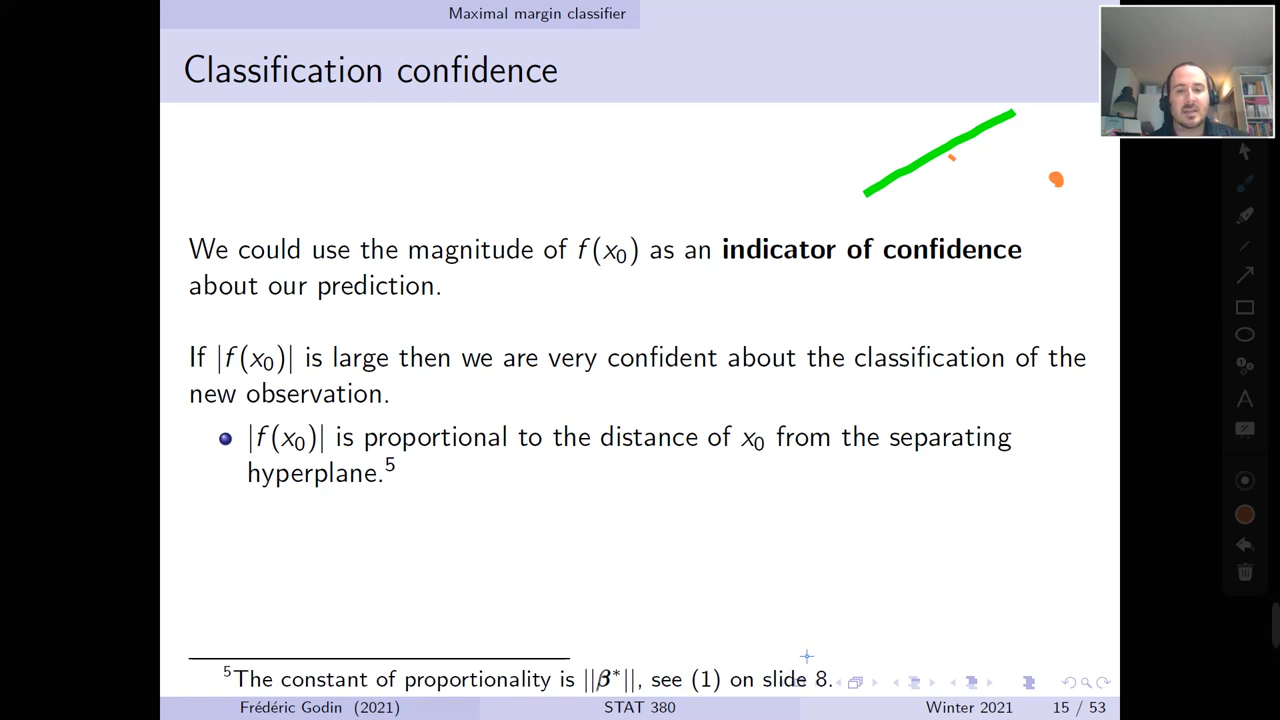 Maximal margin classifier
Classification confidence
We could use the magnitude of f(x₀) as an indicator of confidence
about our prediction.
If |f(x₀)| is large then we are very confident about the classification of the
new observation.
|f(x₀)| is proportional to the distance of x₀ from the separating
hyperplane.⁵
⁵The constant of proportionality is ||β*||, see (1) on slide 8.
Frédéric Godin (2021) STAT 380 Winter 2021 15 / 53